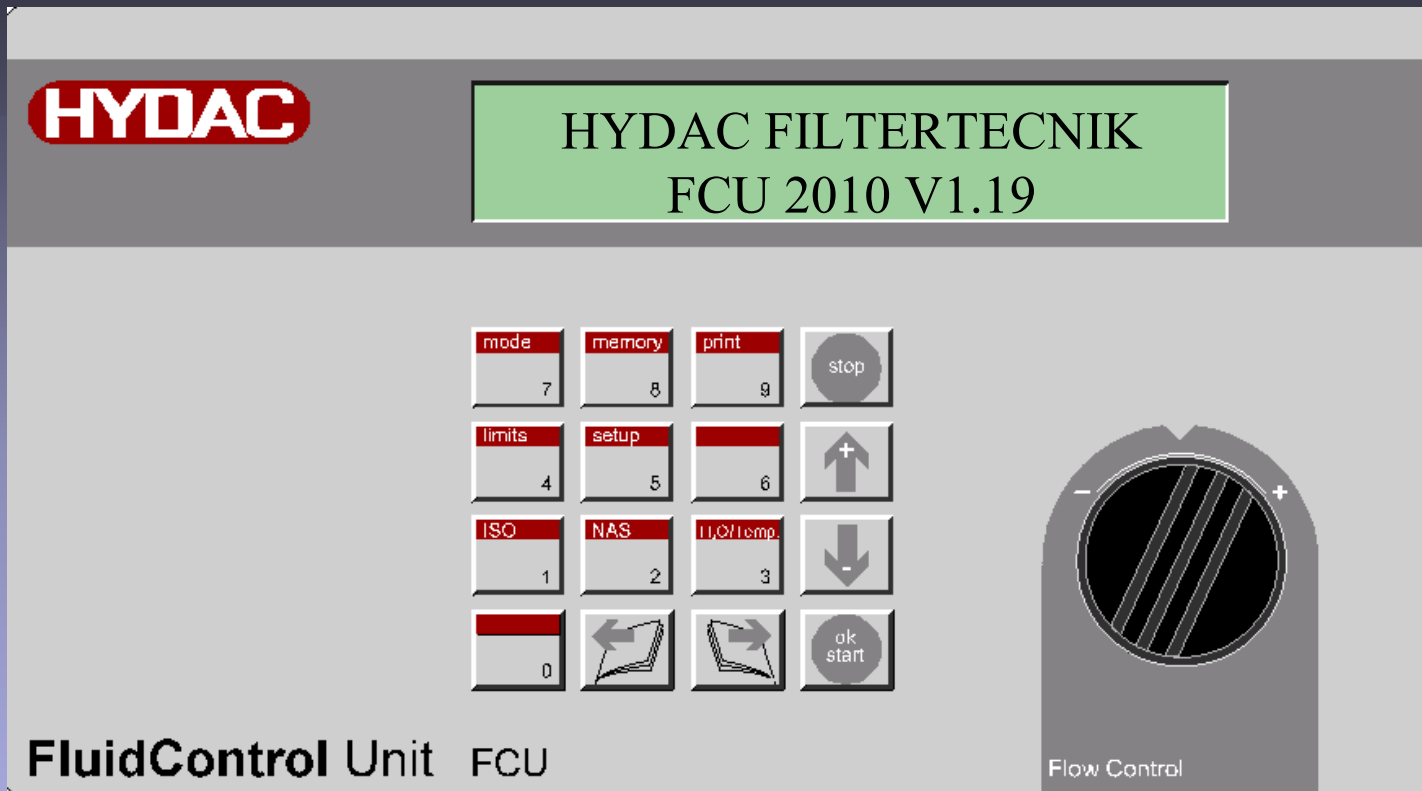 HYDAC
HYDAC FILTERTECNIK
FCU 2010 V1.19
mode
7
memory
8
print
9
stop
limits
4
setup
5
6
+
ISO
1
NAS
2
H₂O/Temp.
3
-
0
ok
start
- +
FluidControl Unit FCU
Flow Control